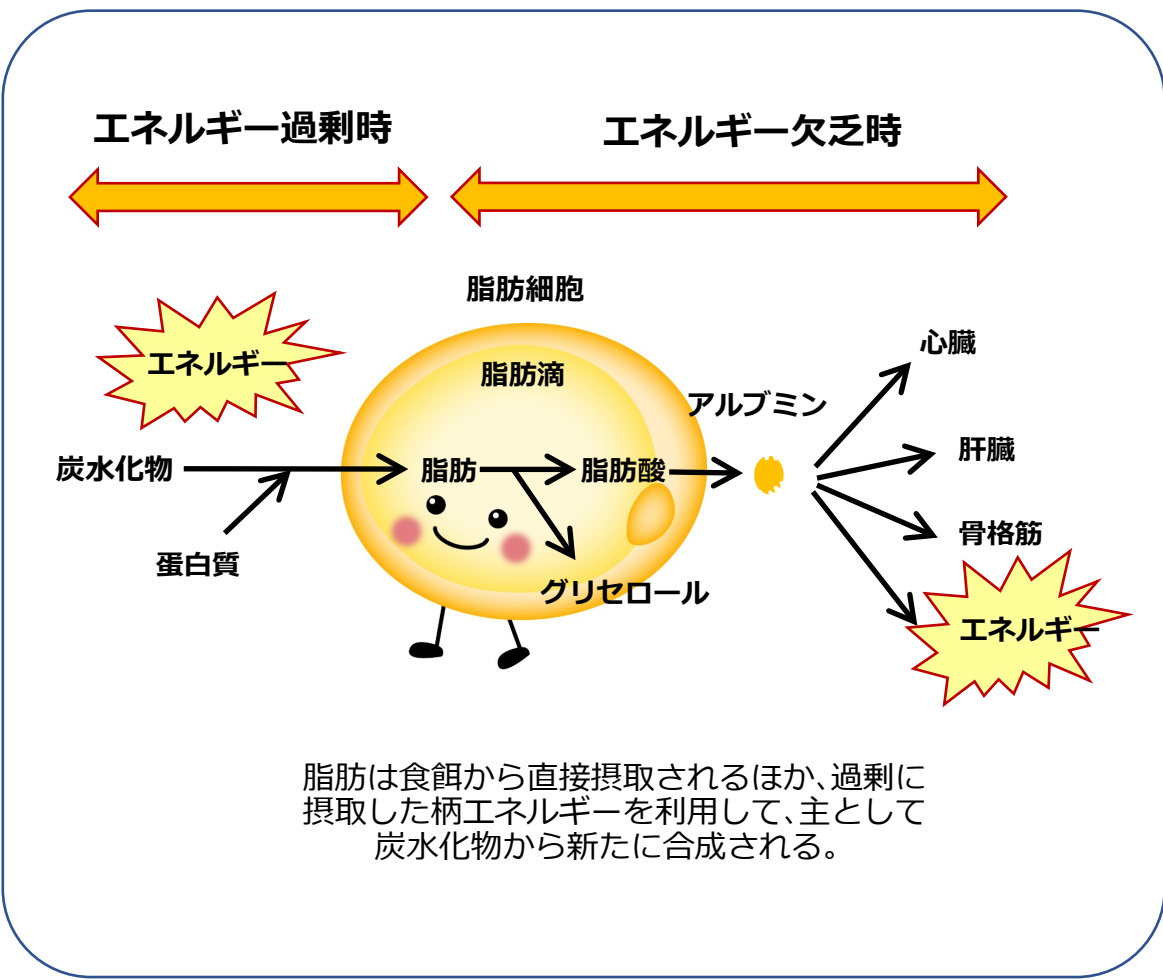 エネルギー過剰時
エネルギー欠乏時
脂肪細胞
エネルギー
脂肪滴
心臓
アルブミン
肝臓
炭水化物
脂肪
脂肪酸
骨格筋
蛋白質
グリセロール
エネルギー
脂肪は食餌から直接摂取されるほか、過剰に
摂取した柄エネルギーを利用して、主として
炭水化物から新たに合成される。